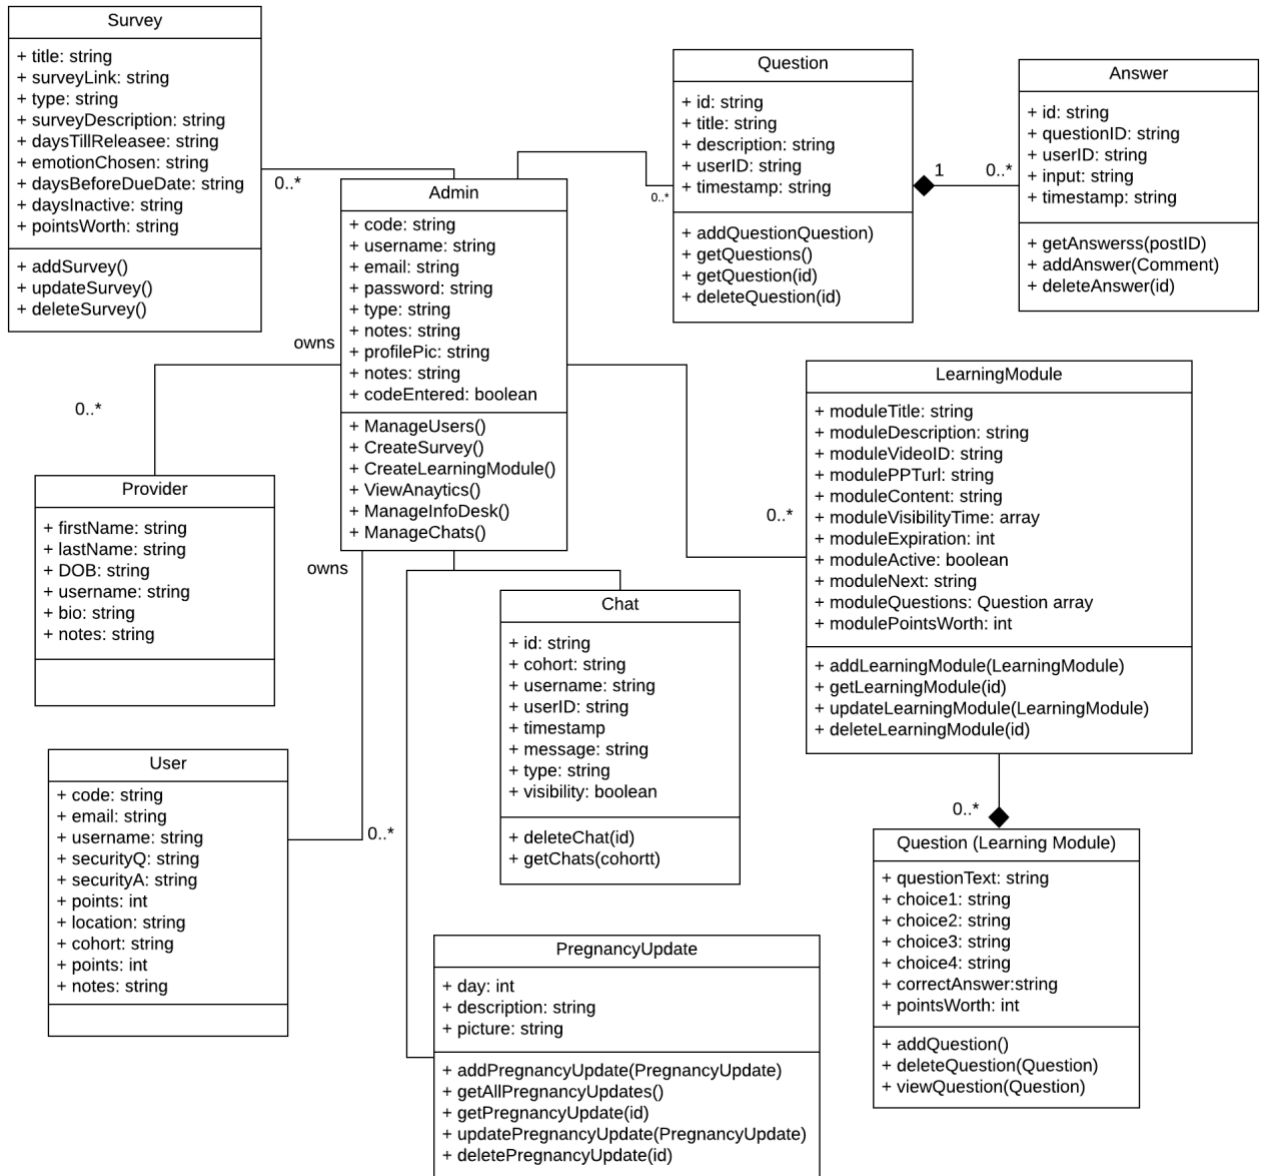 Survey
+ title: string
+ surveyLink: string
+ type: string
+ surveyDescription: string
+ daysTillReleasee: string
+ emotionChosen: string
+ daysBeforeDueDate: string
+ daysInactive: string
+ pointsWorth: string
+ addSurvey()
+ updateSurvey()
+ deleteSurvey()
0..*
Admin
+ code: string
+ username: string
+ email: string
+ password: string
+ type: string
+ notes: string
+ profilePic: string
+ notes: string
+ codeEntered: boolean
+ ManageUsers()
+ CreateSurvey()
+ CreateLearningModule()
+ ViewAnaytics()
+ ManageInfoDesk()
+ ManageChats()
Question
+ id: string
+ title: string
+ description: string
+ userID: string
+ timestamp: string
+ addQuestionQuestion)
+ getQuestions()
+ getQuestion(id)
+ deleteQuestion(id)
0..*
1
0..*
Answer
+ id: string
+ questionID: string
+ userID: string
+ input: string
+ timestamp: string
+ getAnswerss(postID)
+ addAnswer(Comment)
+ deleteAnswer(id)
owns
0..*
Provider
+ firstName: string
+ lastName: string
+ DOB: string
+ username: string
+ bio: string
+ notes: string
owns
0..*
User
+ code: string
+ email: string
+ username: string
+ securityQ: string
+ securityA: string
+ points: int
+ location: string
+ cohort: string
+ points: int
+ notes: string
Chat
+ id: string
+ cohort: string
+ username: string
+ userID: string
+ timestamp
+ message: string
+ type: string
+ visibility: boolean
+ deleteChat(id)
+ getChats(cohortt)
0..*
LearningModule
+ moduleTitle: string
+ moduleDescription: string
+ moduleVideoID: string
+ modulePPTurl: string
+ moduleContent: string
+ moduleVisibilityTime: array
+ moduleExpiration: int
+ moduleActive: boolean
+ moduleNext: string
+ moduleQuestions: Question array
+ modulePointsWorth: int
+ addLearningModule(LearningModule)
+ getLearningModule(id)
+ updateLearningModule(LearningModule)
+ deleteLearningModule(id)
0..*
Question (Learning Module)
+ questionText: string
+ choice1: string
+ choice2: string
+ choice3: string
+ choice4: string
+ correctAnswer:string
+ pointsWorth: int
+ addQuestion()
+ deleteQuestion(Question)
+ viewQuestion(Question)
PregnancyUpdate
+ day: int
+ description: string
+ picture: string
+ addPregnancyUpdate(PregnancyUpdate)
+ getAllPregnancyUpdates()
+ getPregnancyUpdate(id)
+ updatePregnancyUpdate(PregnancyUpdate)
+ deletePregnancyUpdate(id)